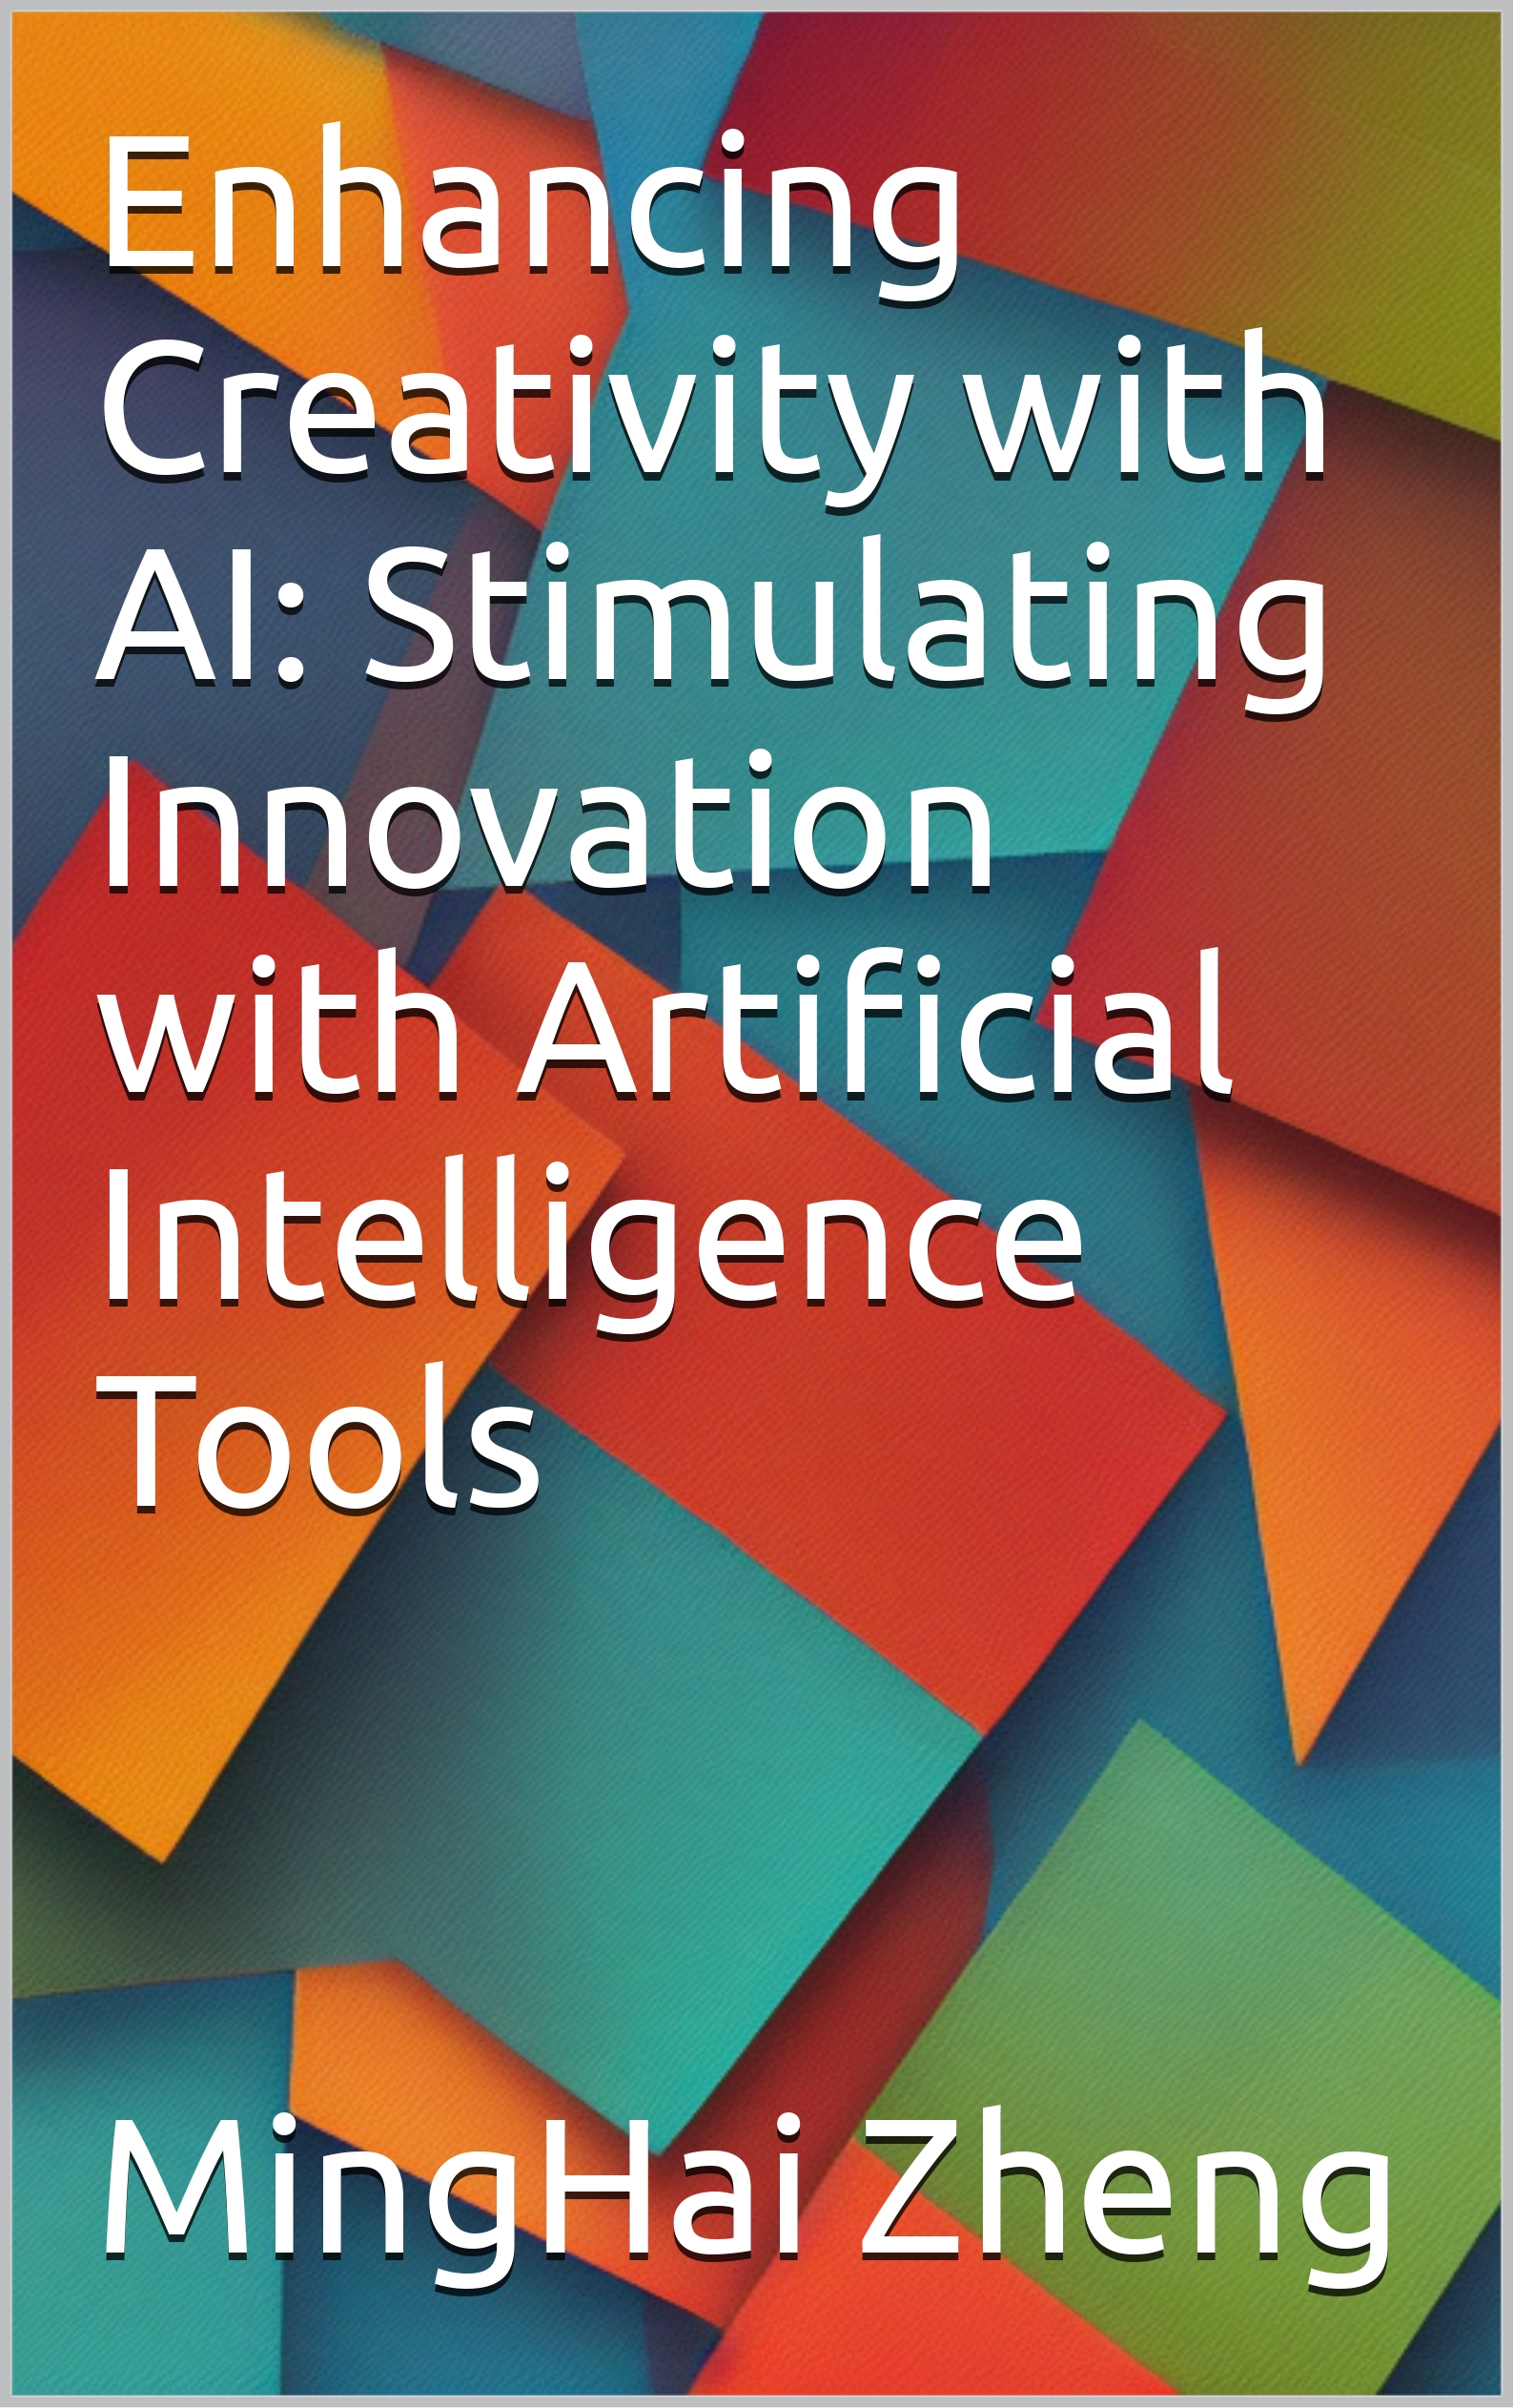 Enhancing
Creativity with
AI: Stimulating
Innovation
with Artificial
Intelligence
Tools
MingHai Zheng